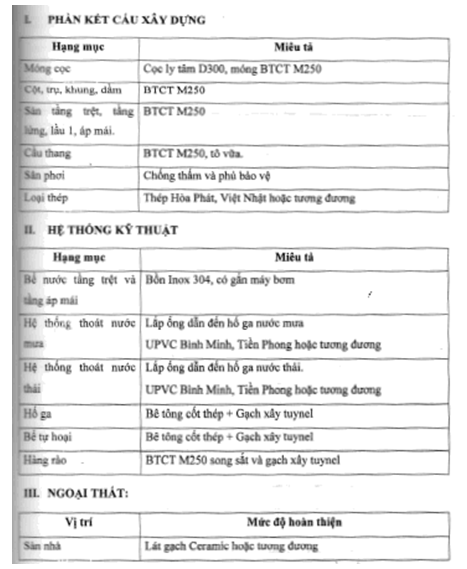 I. PHẦN KẾT CẤU XÂY DỰNG
Hạng mục Miêu tả
Móng cọc Cọc ly tâm D300, móng BTCT M250
Cột, trụ, khung, dầm BTCT M250
Sàn tầng trệt, tầng BTCT M250
lửng, lầu 1, áp mái.
Cầu thang BTCT M250, tô vữa.
Sân phơi Chống thấm và phủ bảo vệ
Loại thép Thép Hòa Phát, Việt Nhật hoặc tương đương
II. HỆ THỐNG KỸ THUẬT
Hạng mục Miêu tả
Bể nước tầng trệt và Bồn Inox 304, có gắn máy bơm
tầng áp mái
Hệ thống thoát nước Lắp ống dẫn đến hố ga nước mưa
mưa UPVC Bình Minh, Tiền Phong hoặc tương đương
Hệ thống thoát nước Lắp ống dẫn đến hố ga nước thải.
thải UPVC Bình Minh, Tiền Phong hoặc tương đương
Hố ga Bê tông cốt thép + Gạch xây tuynel
Bể tự hoại Bê tông cốt thép + Gạch xây tuynel
Hàng rào BTCT M250 song sắt và gạch xây tuynel
III. NGOẠI THẤT:
Vị trí Mức độ hoàn thiện
Sân nhà Lát gạch Ceramic hoặc tương đương